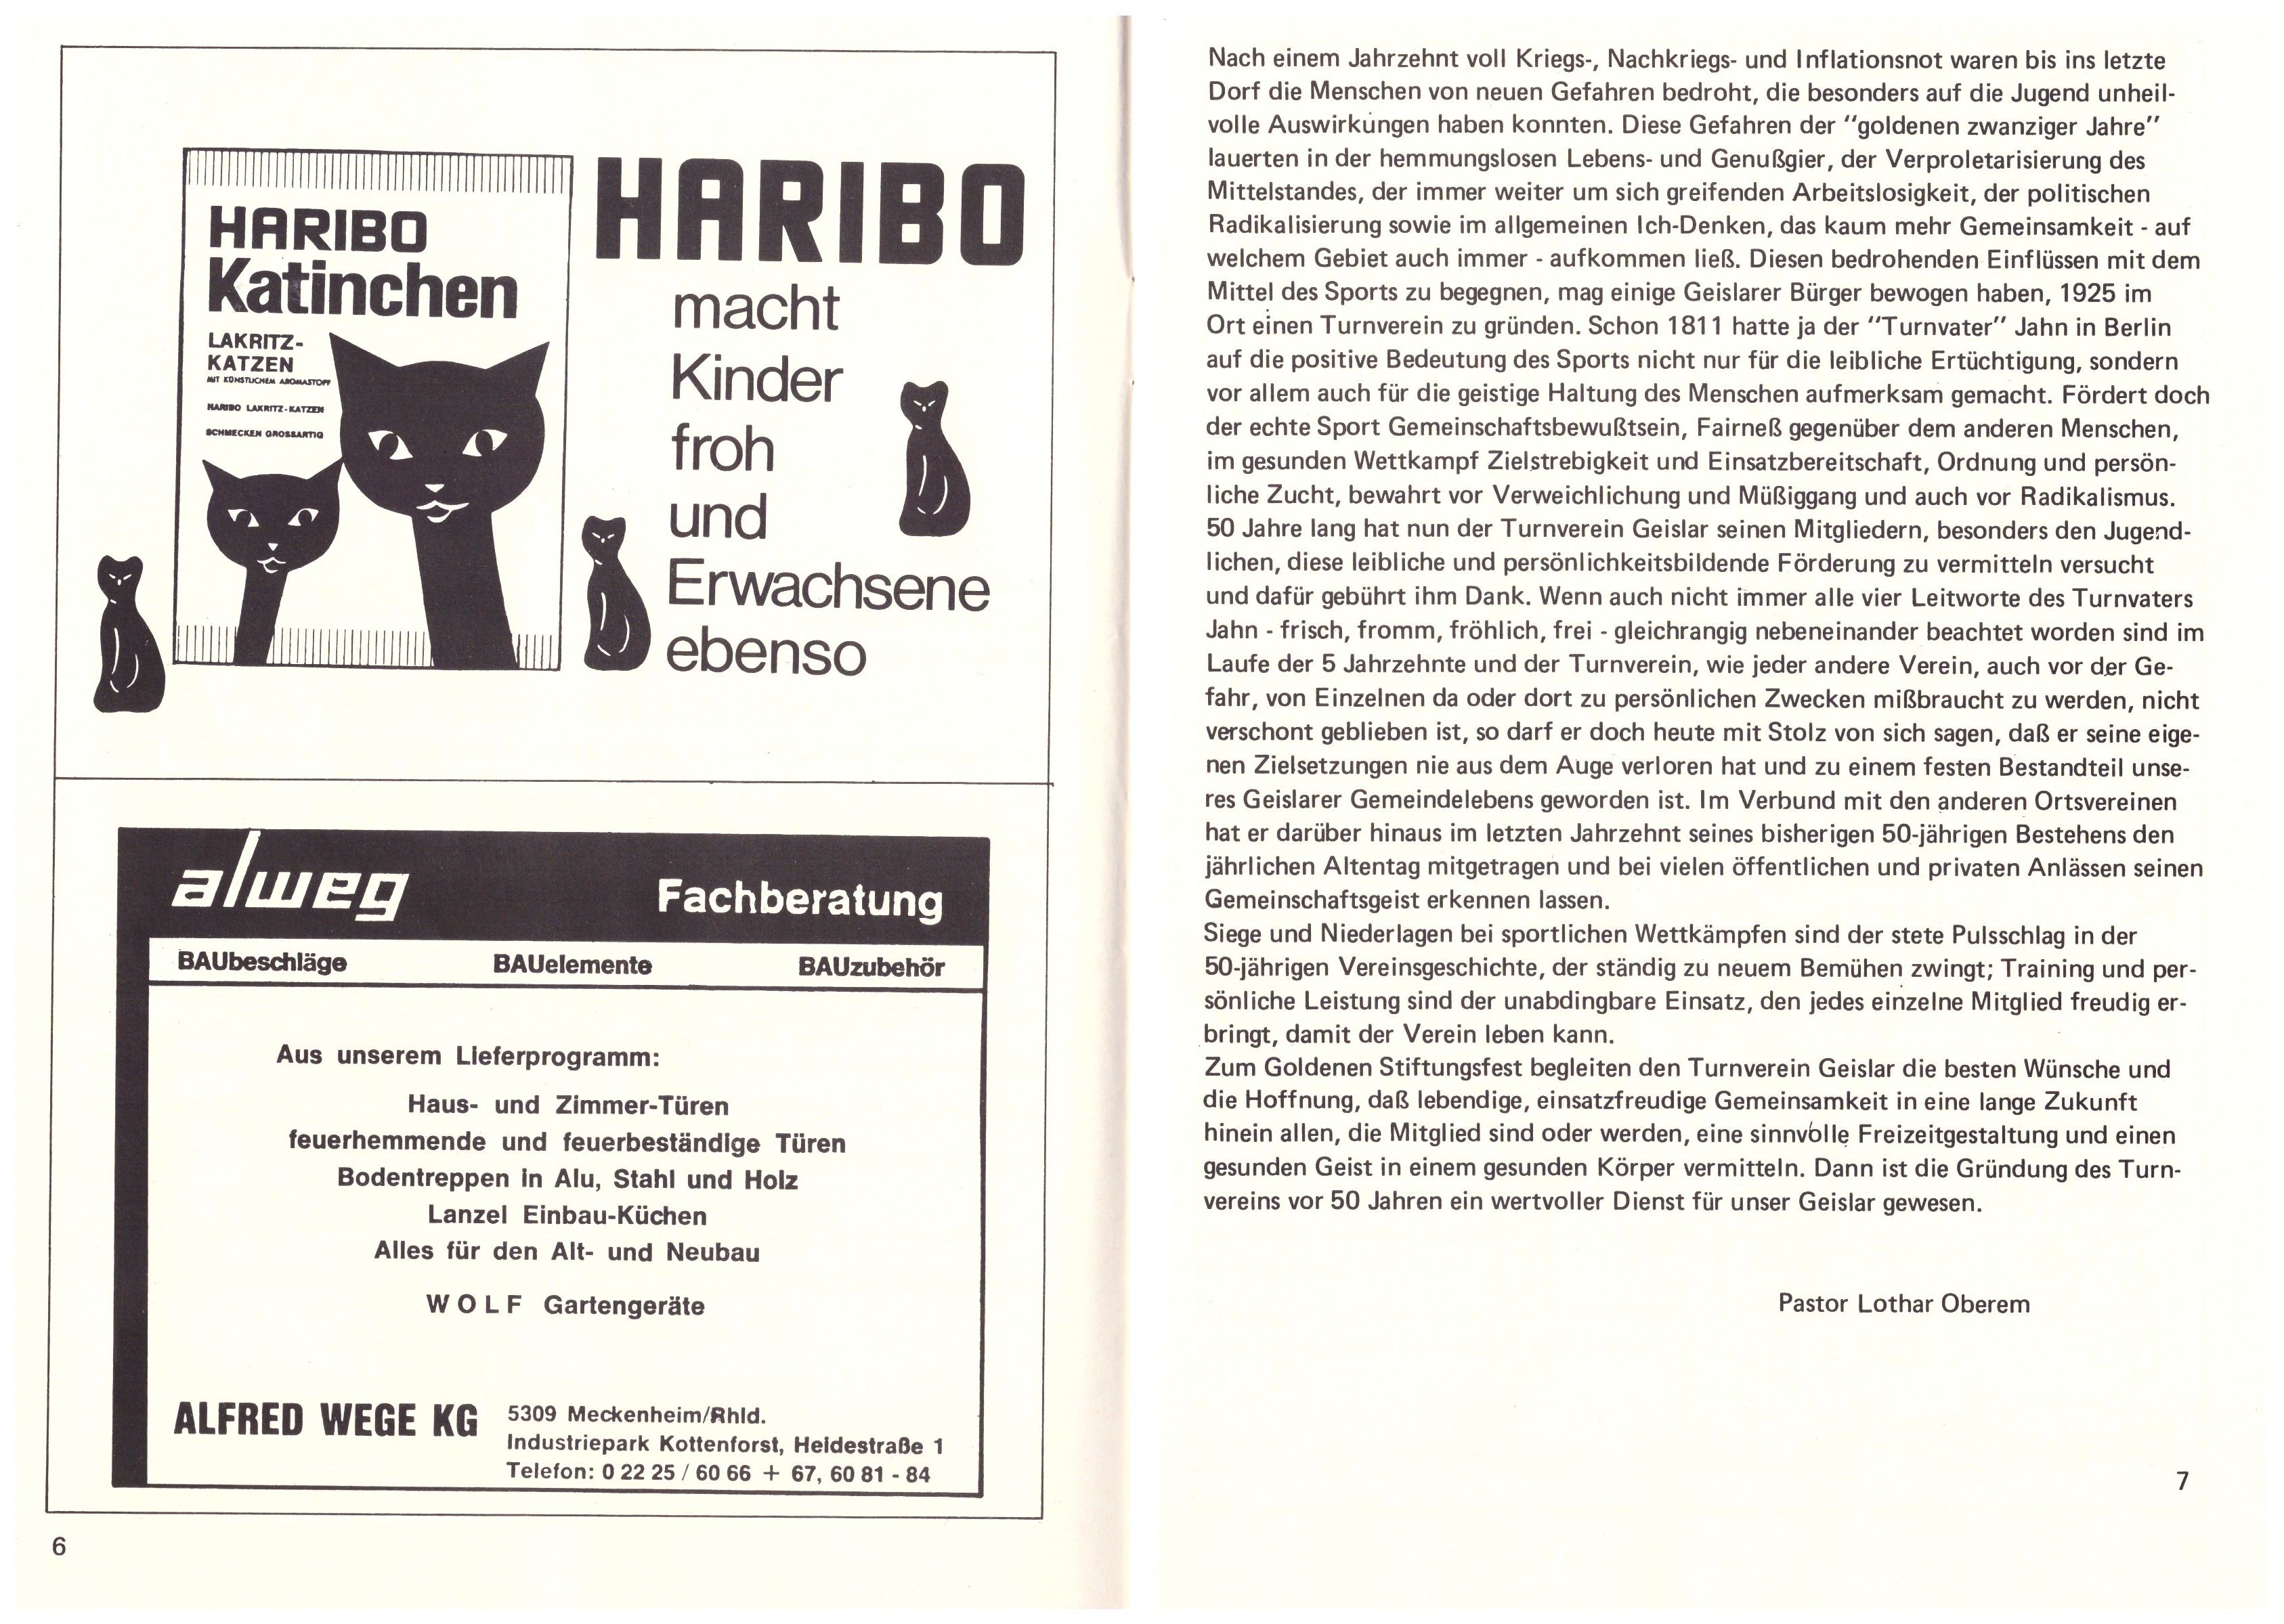 HARIBO
Katinchen
LAKRITZ-
KATZEN
MIT KÜNSTLICHEM AROMASTOFF
HARIBO LAKRITZ-KATZEN
SCHMECKEN GROSSARTIG
HARIBO
macht
Kinder
froh
und
Erwachsene
ebenso
alweg
Fachberatung
BAUbeschläge BAUelemente BAUzubehör
Aus unserem Lieferprogramm:
Haus- und Zimmer-Türen
feuerhemmende und feuerbeständige Türen
Bodentreppen in Alu, Stahl und Holz
Lanzel Einbau-Küchen
Alles für den Alt- und Neubau
WOLF Gartengeräte
ALFRED WEGE KG
5309 Meckenheim/Rhld.
Industriepark Kottenforst, Heidestraße 1
Telefon: 0 22 25 / 60 66 + 67, 60 81 - 84
6
Nach einem Jahrzehnt voll Kriegs-, Nachkriegs- und Inflationsnot waren bis ins letzte
Dorf die Menschen von neuen Gefahren bedroht, die besonders auf die Jugend unheil-
volle Auswirkungen haben konnten. Diese Gefahren der "goldenen zwanziger Jahre"
lauerten in der hemmungslosen Lebens- und Genußgier, der Verproletarisierung des
Mittelstandes, der immer weiter um sich greifenden Arbeitslosigkeit, der politischen
Radikalisierung sowie im allgemeinen Ich-Denken, das kaum mehr Gemeinsamkeit - auf
welchem Gebiet auch immer - aufkommen ließ. Diesen bedrohenden Einflüssen mit dem
Mittel des Sports zu begegnen, mag einige Geislarer Bürger bewogen haben, 1925 im
Ort einen Turnverein zu gründen. Schon 1811 hatte ja der "Turnvater" Jahn in Berlin
auf die positive Bedeutung des Sports nicht nur für die leibliche Ertüchtigung, sondern
vor allem auch für die geistige Haltung des Menschen aufmerksam gemacht. Fördert doch
der echte Sport Gemeinschaftsbewußtsein, Fairneß gegenüber dem anderen Menschen,
im gesunden Wettkampf Zielstrebigkeit und Einsatzbereitschaft, Ordnung und persön-
liche Zucht, bewahrt vor Verweichlichung und Müßiggang und auch vor Radikalismus.
50 Jahre lang hat nun der Turnverein Geislar seinen Mitgliedern, besonders den Jugend-
lichen, diese leibliche und persönlichkeitsbildende Förderung zu vermitteln versucht
und dafür gebührt ihm Dank. Wenn auch nicht immer alle vier Leitworte des Turnvaters
Jahn - frisch, fromm, fröhlich, frei - gleichrangig nebeneinander beachtet worden sind im
Laufe der 5 Jahrzehnte und der Turnverein, wie jeder andere Verein, auch vor der Ge-
fahr, von Einzelnen da oder dort zu persönlichen Zwecken mißbraucht zu werden, nicht
verschont geblieben ist, so darf er doch heute mit Stolz von sich sagen, daß er seine eige-
nen Zielsetzungen nie aus dem Auge verloren hat und zu einem festen Bestandteil unse-
res Geislarer Gemeindelebens geworden ist. Im Verbund mit den anderen Ortsvereinen
hat er darüber hinaus im letzten Jahrzehnt seines bisherigen 50-jährigen Bestehens den
jährlichen Altentag mitgetragen und bei vielen öffentlichen und privaten Anlässen seinen
Gemeinschaftsgeist erkennen lassen.
Siege und Niederlagen bei sportlichen Wettkämpfen sind der stete Pulsschlag in der
50-jährigen Vereinsgeschichte, der ständig zu neuem Bemühen zwingt; Training und per-
sönliche Leistung sind der unabdingbare Einsatz, den jedes einzelne Mitglied freudig er-
bringt, damit der Verein leben kann.
Zum Goldenen Stiftungsfest begleiten den Turnverein Geislar die besten Wünsche und
die Hoffnung, daß lebendige, einsatzfreudige Gemeinsamkeit in eine lange Zukunft
hinein allen, die Mitglied sind oder werden, eine sinnvolle Freizeitgestaltung und einen
gesunden Geist in einem gesunden Körper vermitteln. Dann ist die Gründung des Turn-
vereins vor 50 Jahren ein wertvoller Dienst für unser Geislar gewesen.
Pastor Lothar Oberem
7